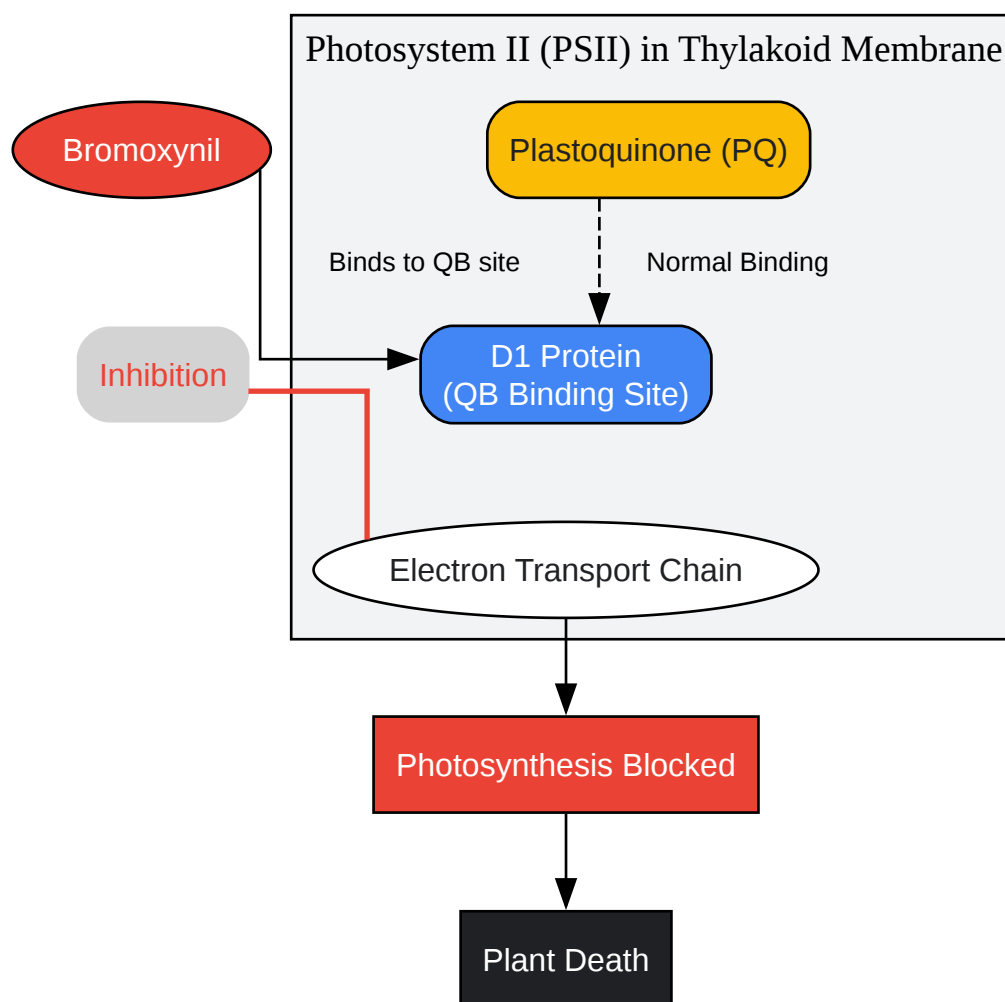 Photosystem II (PSII) in Thylakoid Membrane
Bromoxynil
Plastoquinone (PQ)
Binds to QB site
Normal Binding
Inhibition
D1 Protein
(QB Binding Site)
Electron Transport Chain
Photosynthesis Blocked
Plant Death